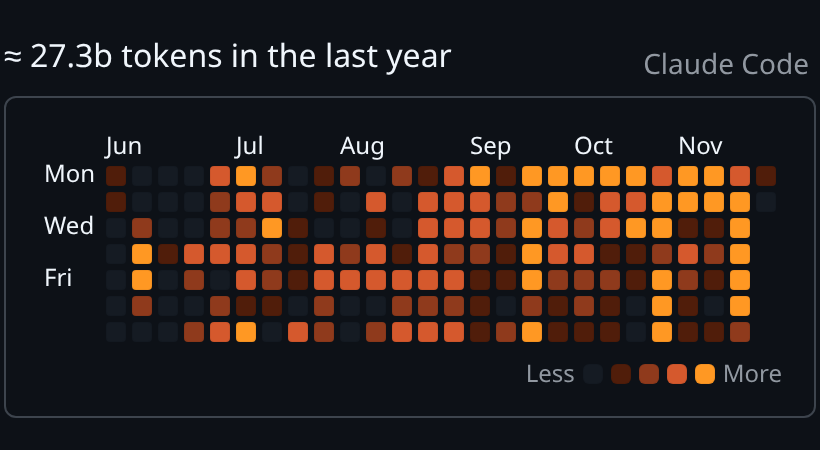 ≈ 27.3b tokens in the last year
Claude Code
Jun Jul Aug Sep Oct Nov
Mon
Wed
Fri
Less More